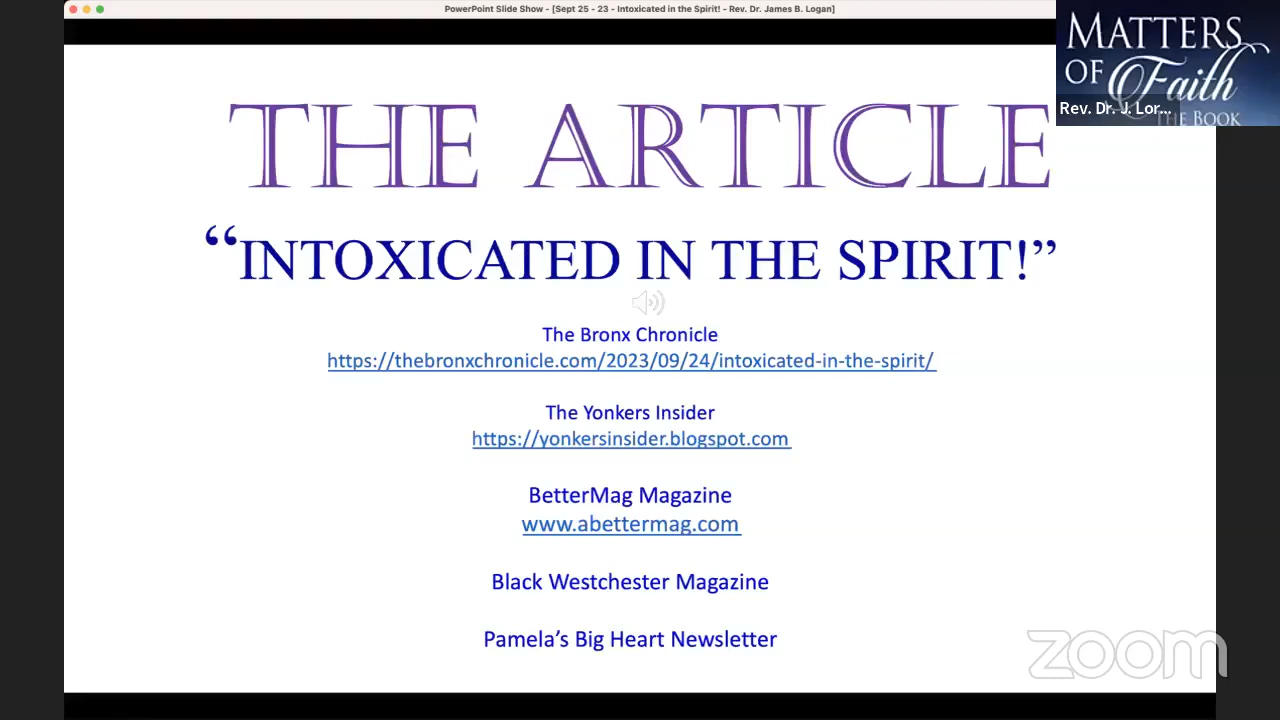 PowerPoint Slide Show - [Sept 25 - 23 - Intoxicated in the Spirit! - Rev. Dr. James B. Logan]
MATTERS
OF Faith
THE BOOK
Rev. Dr. J. Lor...
THE ARTICLE
“INTOXICATED IN THE SPIRIT!”
The Bronx Chronicle
https://thebronxchronicle.com/2023/09/24/intoxicated-in-the-spirit/
The Yonkers Insider
https://yonkersinsider.blogspot.com
BetterMag Magazine
www.abettermag.com
Black Westchester Magazine
Pamela’s Big Heart Newsletter
zoom